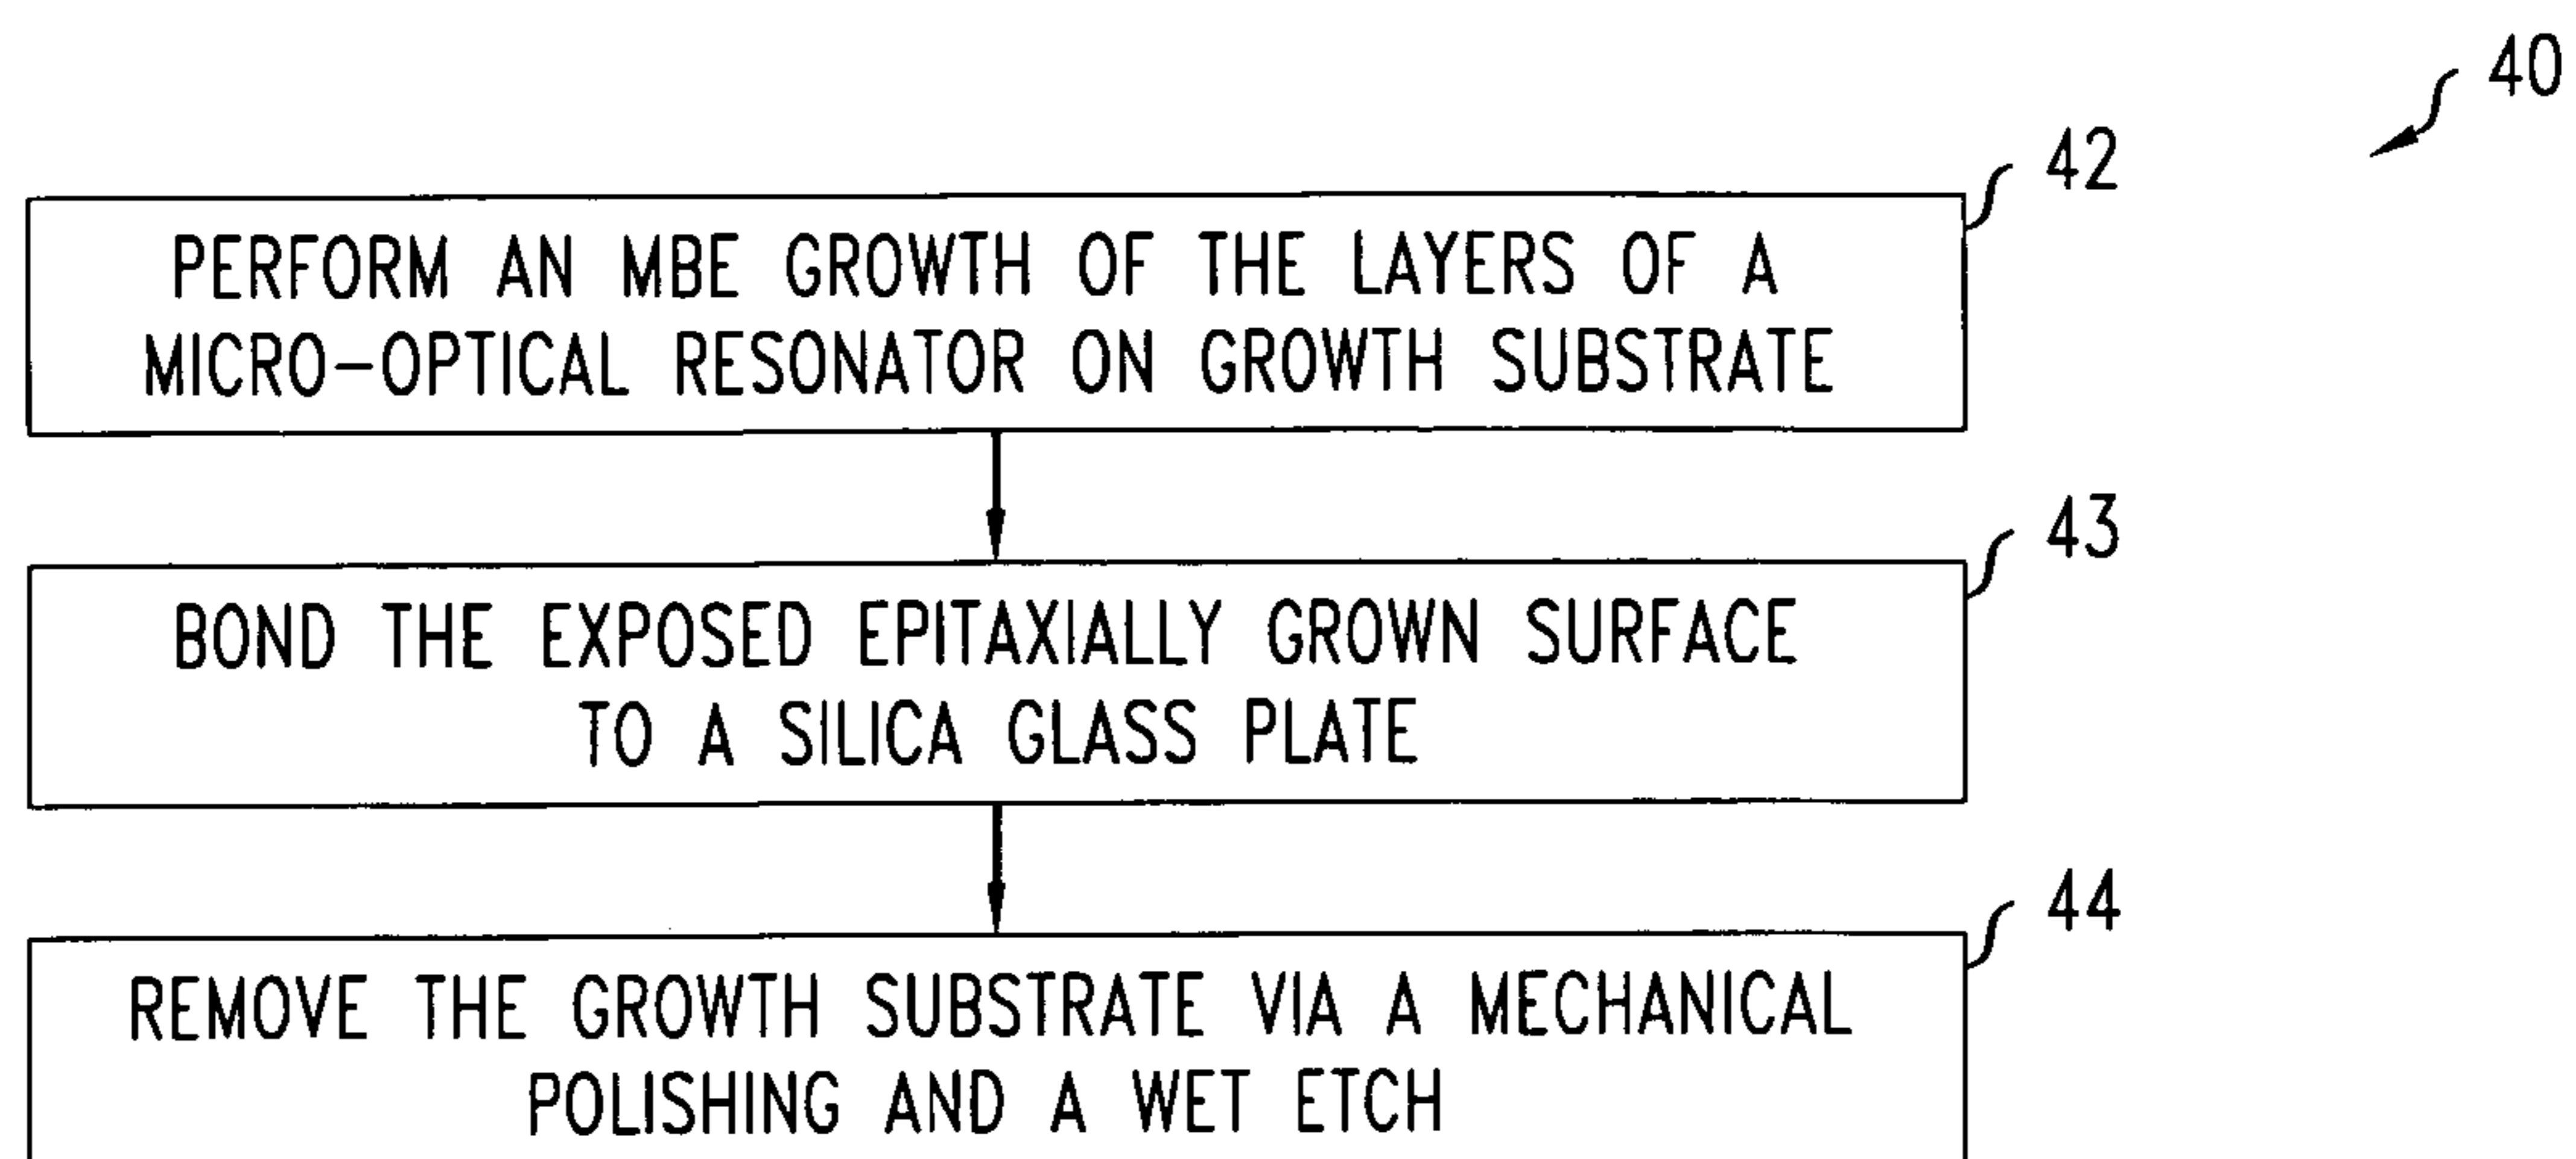 40
42
PERFORM AN MBE GROWTH OF THE LAYERS OF A
MICRO-OPTICAL RESONATOR ON GROWTH SUBSTRATE
43
BOND THE EXPOSED EPITAXIALLY GROWN SURFACE
TO A SILICA GLASS PLATE
44
REMOVE THE GROWTH SUBSTRATE VIA A MECHANICAL
POLISHING AND A WET ETCH